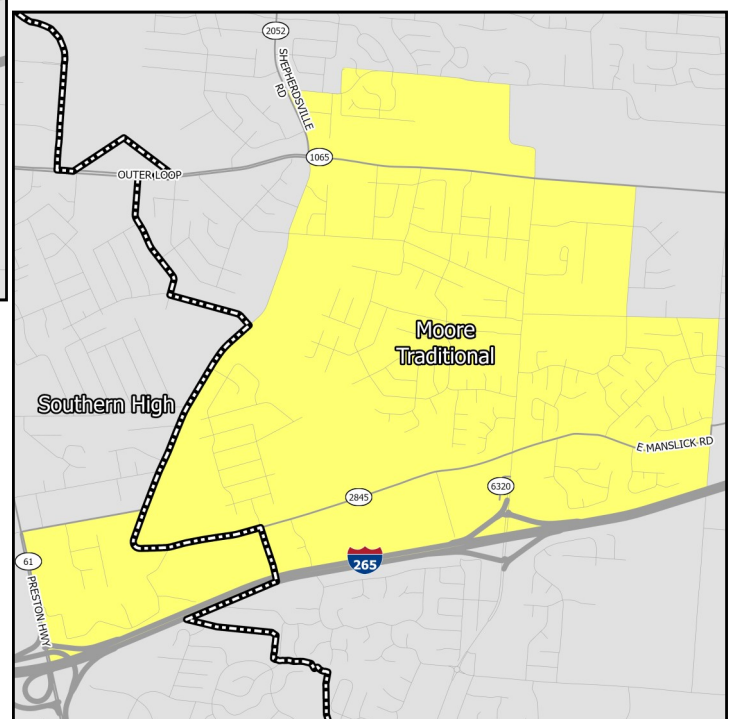 2052
SHEPHERDSVILLE
RD
1065
OUTER LOOP
Moore
Traditional
Southern High
E MANSLICK RD
6320
2845
265
61
PRESTON HWY